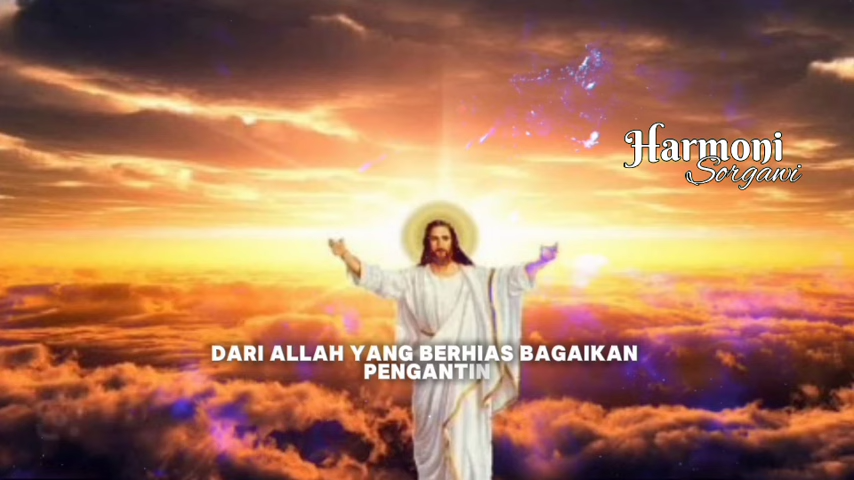 Harmoni
Sorgawi
DARI ALLAH YANG BERHIAS BAGAIKAN
PENGANTIN